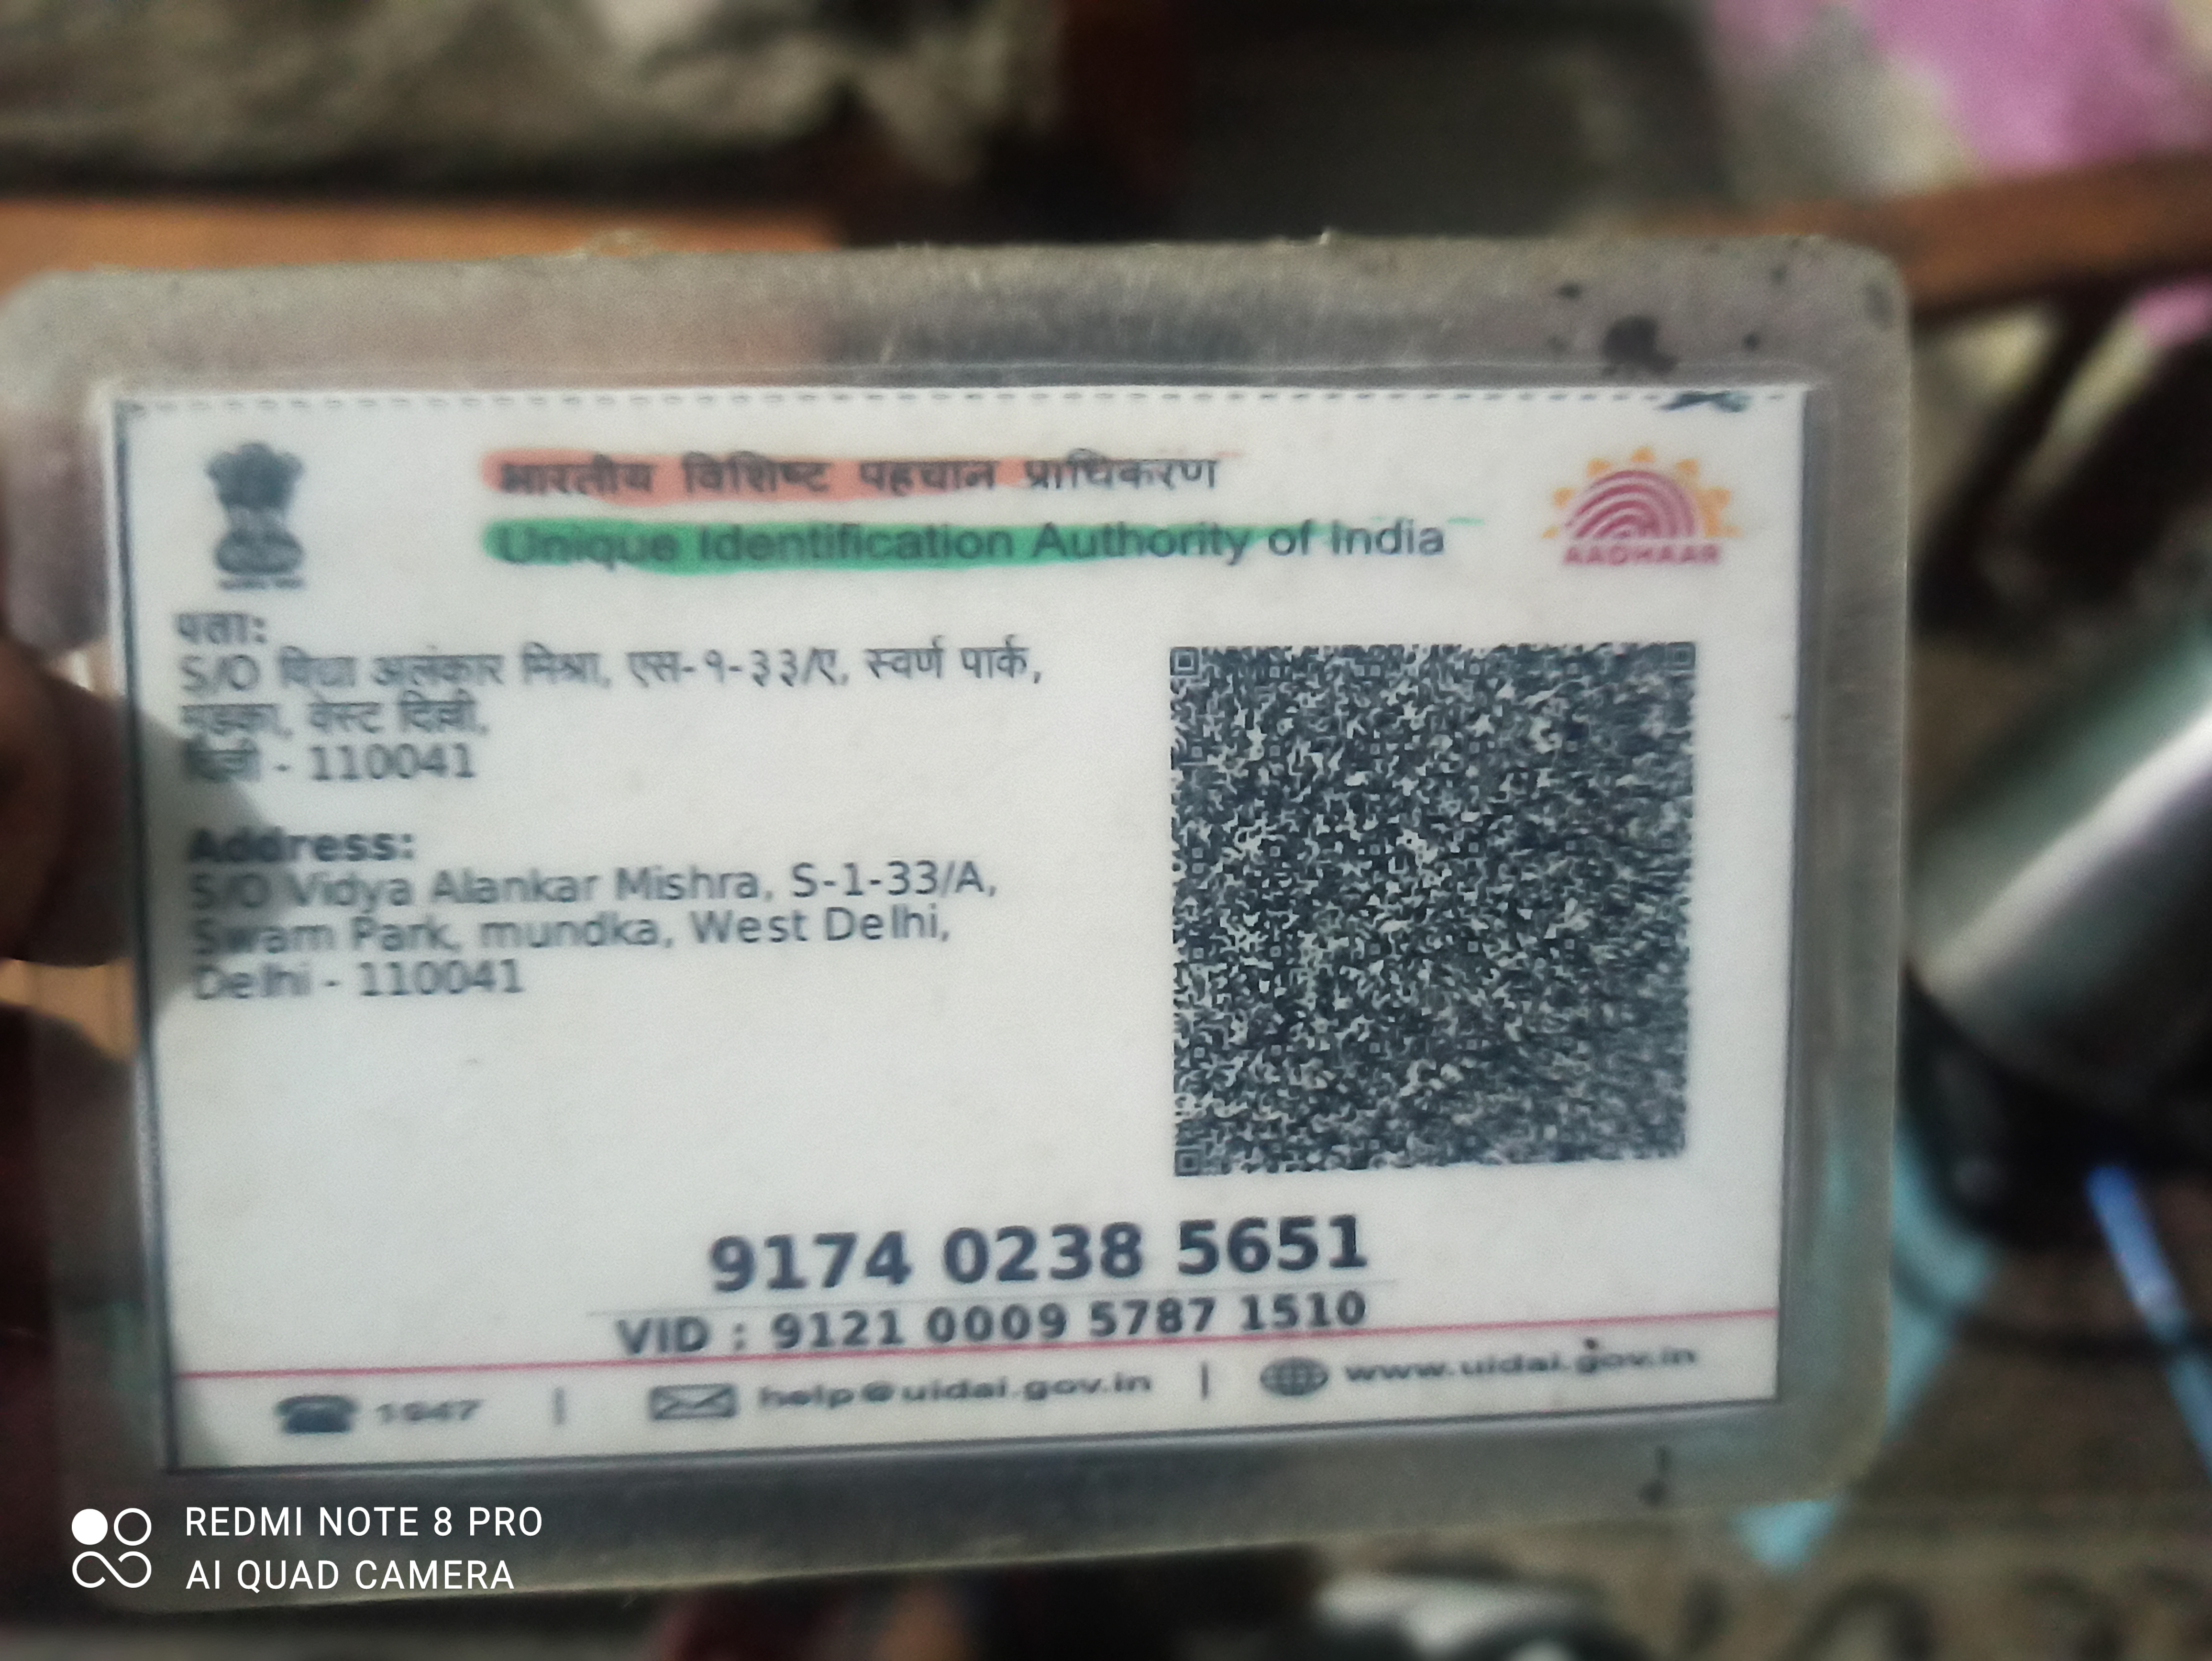 भारतीय विशिष्ट पहचान प्राधिकरण
Unique Identification Authority of India
AADHAAR
पता:
S/O विधा अलंकार मिश्रा, एस-१-३३/ए, स्वर्ण पार्क,
वेस्ट दिल्ली,
दिल्ली - 110041
Address:
S/O Vidya Alankar Mishra, S-1-33/A,
Swarn Park, mundka, West Delhi,
Delhi - 110041
9174 0238 5651
VID : 9121 0009 5787 1510
1947 | help@uidai.gov.in | www.uidai.gov.in
REDMI NOTE 8 PRO
AI QUAD CAMERA